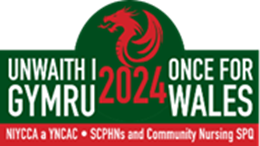 UNWAITH I
GYMRU
2024
ONCE FOR
WALES
NIYCCA a YNCAC • SCPHNs and Community Nursing SPQ